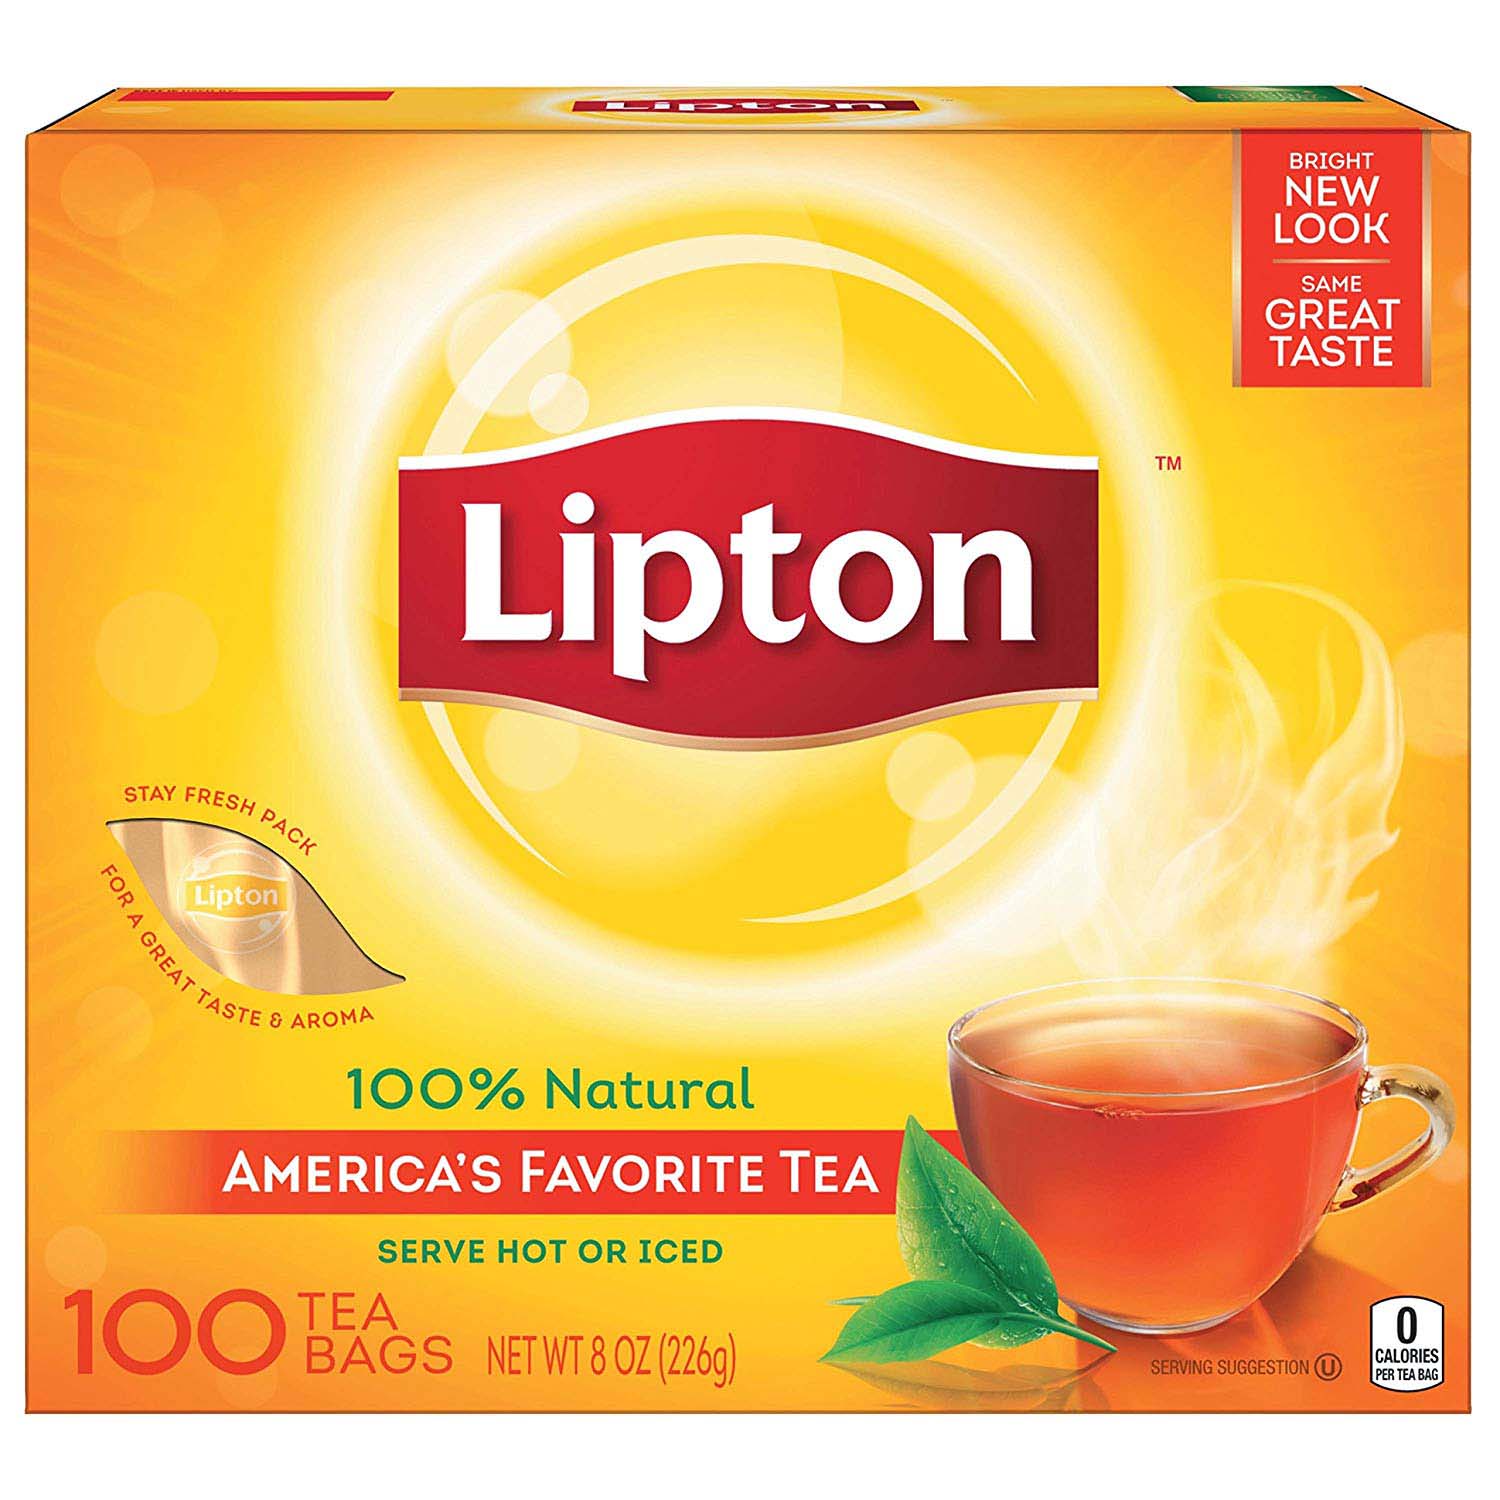 Lipton
BRIGHT
NEW
LOOK
SAME
GREAT
TASTE
Lipton
TM
STAY FRESH PACK
Lipton
FOR A GREAT TASTE & AROMA
100% Natural
AMERICA'S FAVORITE TEA
SERVE HOT OR ICED
100 TEA
BAGS
NET WT 8 OZ (226g)
SERVING SUGGESTION U
0
CALORIES
PER TEA BAG